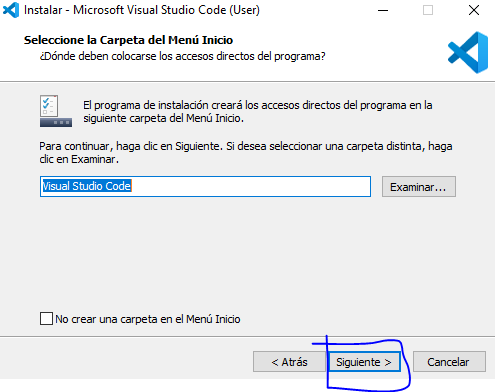 Instalar - Microsoft Visual Studio Code (User)
Seleccione la Carpeta del Menú Inicio
¿Dónde deben colocarse los accesos directos del programa?
El programa de instalación creará los accesos directos del programa en la
siguiente carpeta del Menú Inicio.
Para continuar, haga clic en Siguiente. Si desea seleccionar una carpeta distinta, haga
clic en Examinar.
Visual Studio Code
Examinar...
No crear una carpeta en el Menú Inicio
< Atrás
Siguiente >
Cancelar